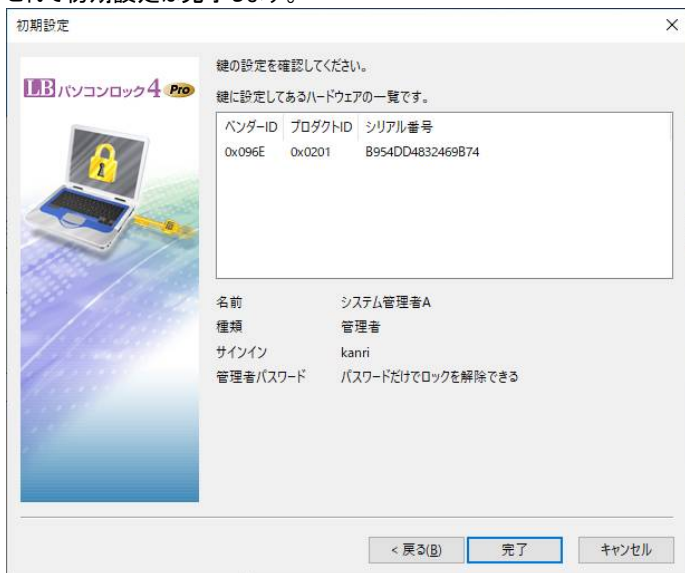 これで初期設定は完了します。
初期設定
LB パソコンロック4 Pro
鍵の設定を確認してください。
鍵に設定してあるハードウェアの一覧です。
ベンダーID プロダクトID シリアル番号
0x096E 0x0201 B954DD4832469B74
名前 システム管理者A
種類 管理者
サインイン kanri
管理者パスワード パスワードだけでロックを解除できる
< 戻る(B) 完了 キャンセル